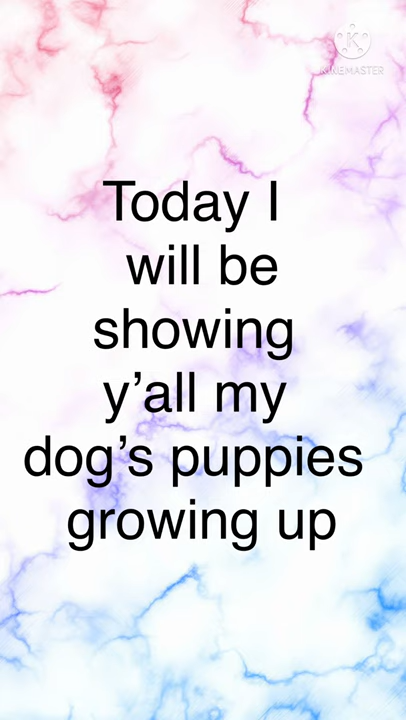 KINEMASTER
Today I
will be
showing
y’all my
dog’s puppies
growing up